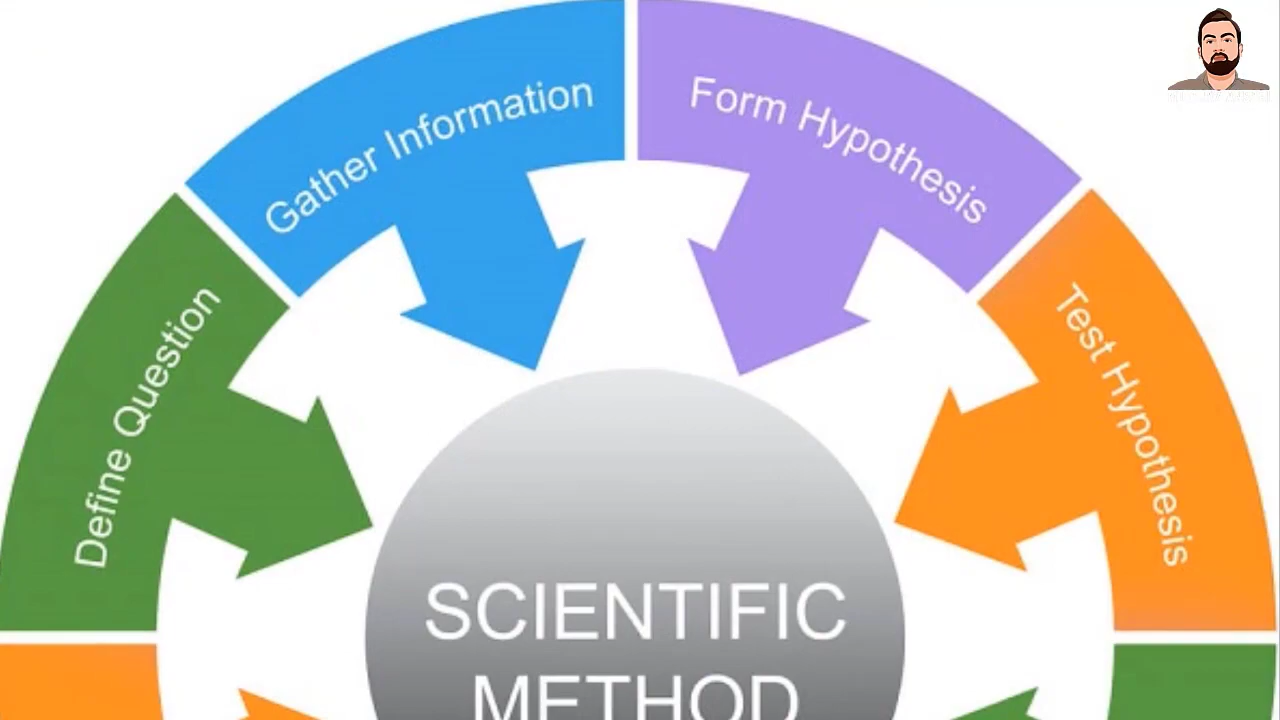 Define Question
Gather Information
Form Hypothesis
Test Hypothesis
SCIENTIFIC
METHOD